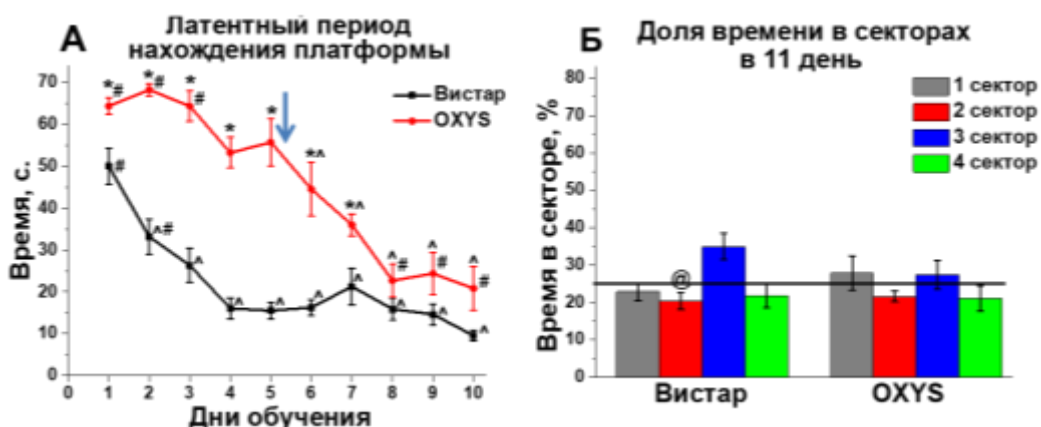 А
Латентный период
нахождения платформы
Время, с.
70
60
50
40
30
20
10
0
*# *# *
# * * *^ *^ ^
# ^
# ^
#
# ^# ^ ^ ^ ^ ^ ^ ^ ^
Вистар
OXYS
0 1 2 3 4 5 6 7 8 9 10
Дни обучения
Б
Доля времени в секторах
в 11 день
Время в секторе, %
80
70
60
50
40
30
20
10
0
1 сектор
2 сектор
3 сектор
4 сектор
@
Вистар OXYS